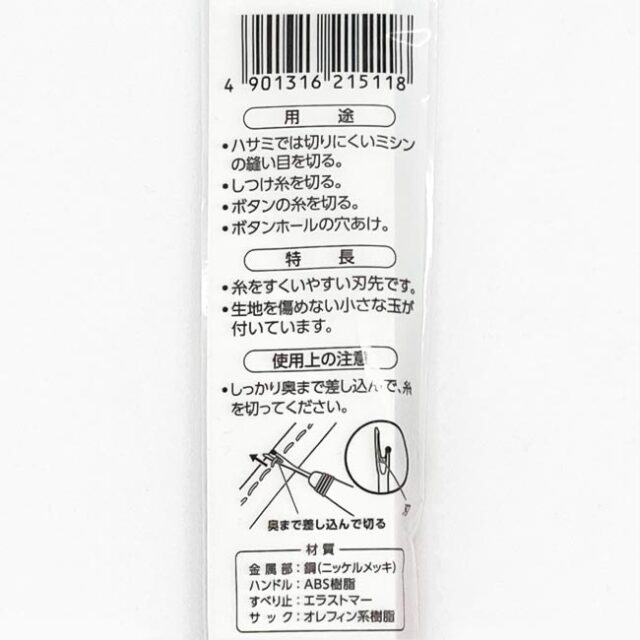 4 901316 215118
用途
•ハサミでは切りにくいミシン
の縫い目を切る。
•しつけ糸を切る。
•ボタンの糸を切る。
•ボタンホールの穴あけ。
特長
•糸をすくいやすい刃先です。
•生地を傷めない小さな玉が
付いています。
使用上の注意
•しっかり奥まで差し込んで、糸
を切ってください。
奥まで差し込んで切る
材質
金属部:鋼(ニッケルメッキ)
ハンドル:ABS樹脂
すべり止:エラストマー
サック:オレフィン系樹脂